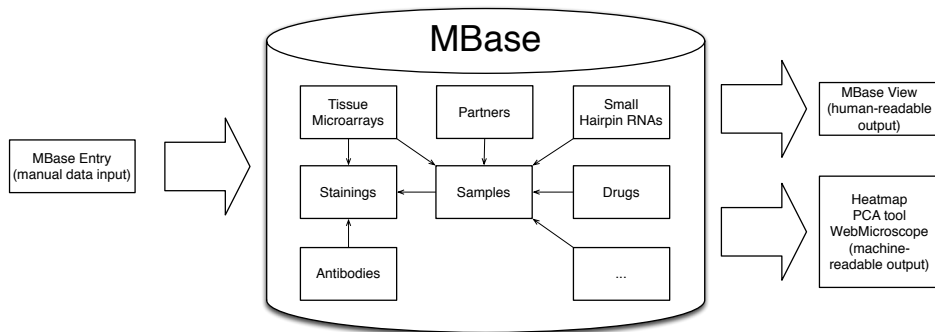 MBase
MBase Entry
(manual data input)
Tissue
Microarrays
Partners
Small
Hairpin RNAs
Stainings
Samples
Drugs
Antibodies
...
MBase View
(human-readable
output)
Heatmap
PCA tool
WebMicroscope
(machine-
readable output)